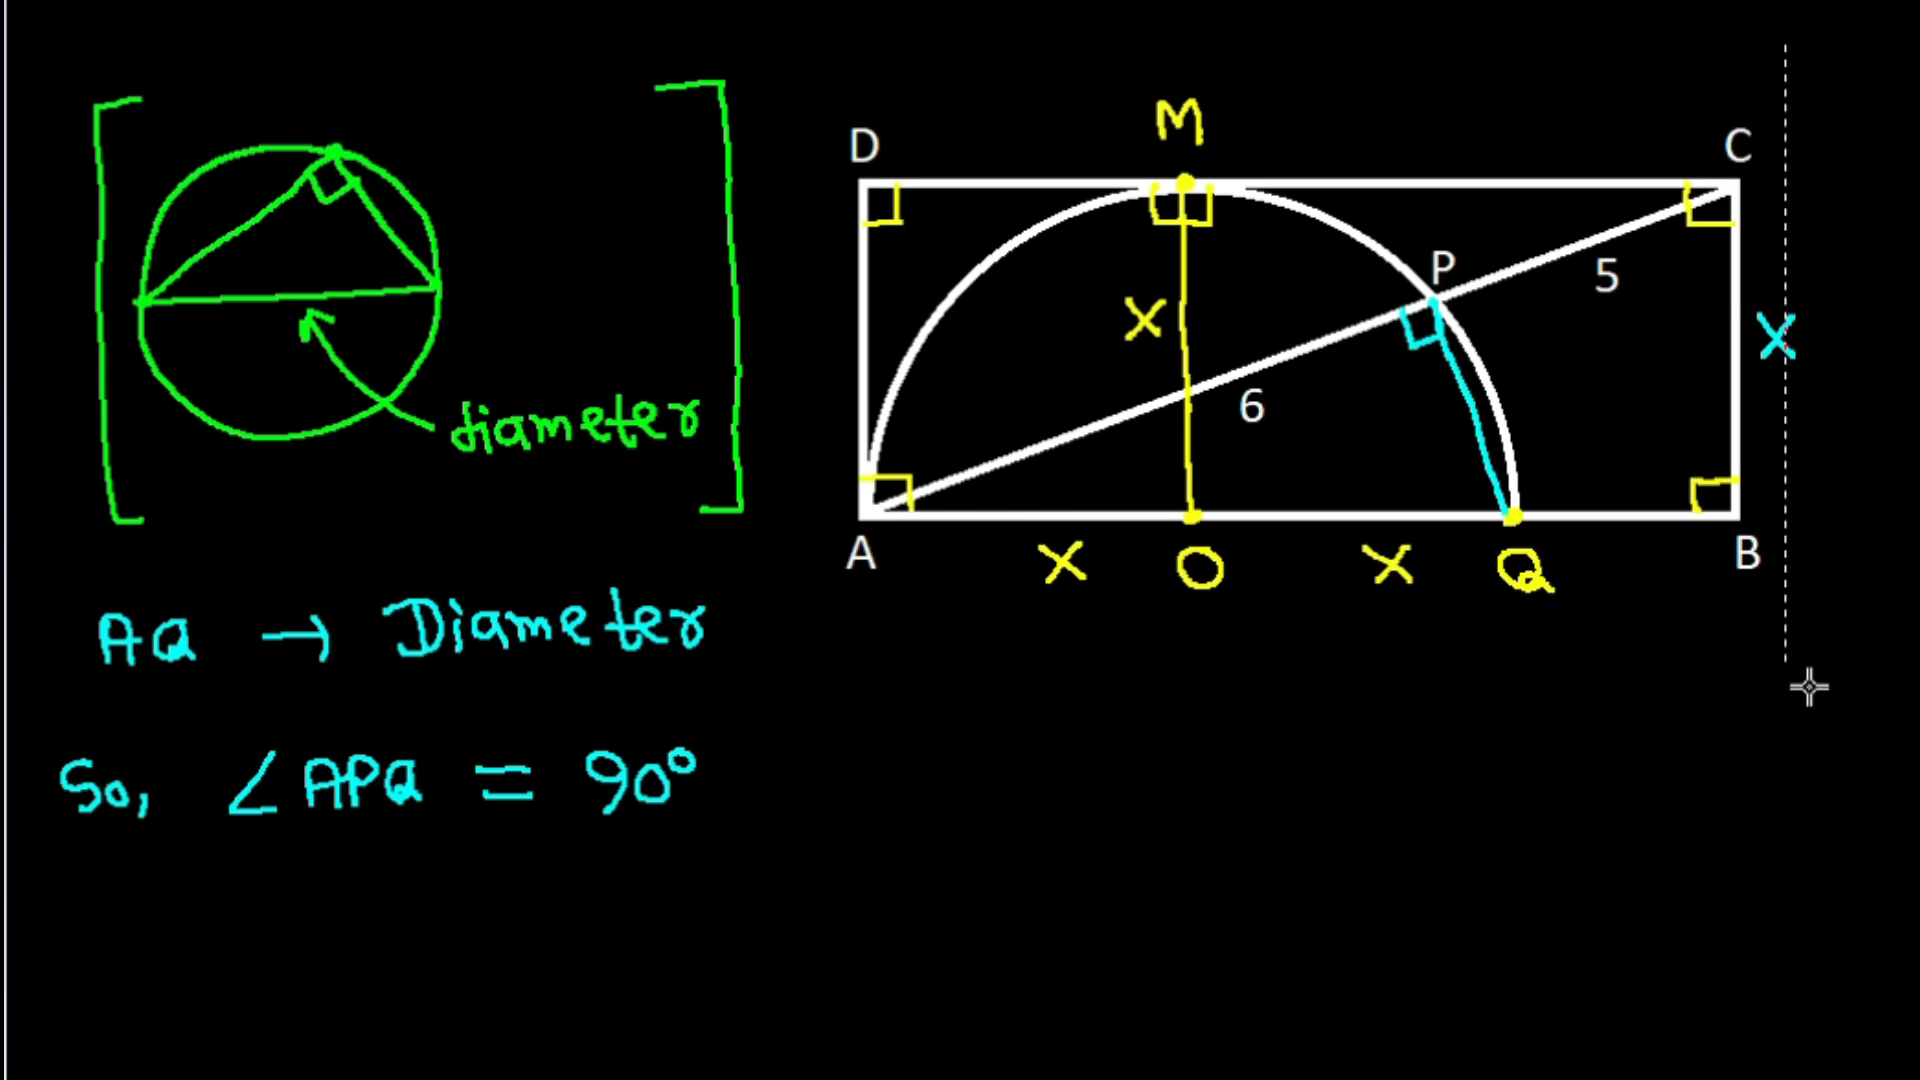 M
D
C
P
5
X
X
6
diameter
A
X
O
X
Q
B
AQ → Diameter
So, ∠APQ = 90°